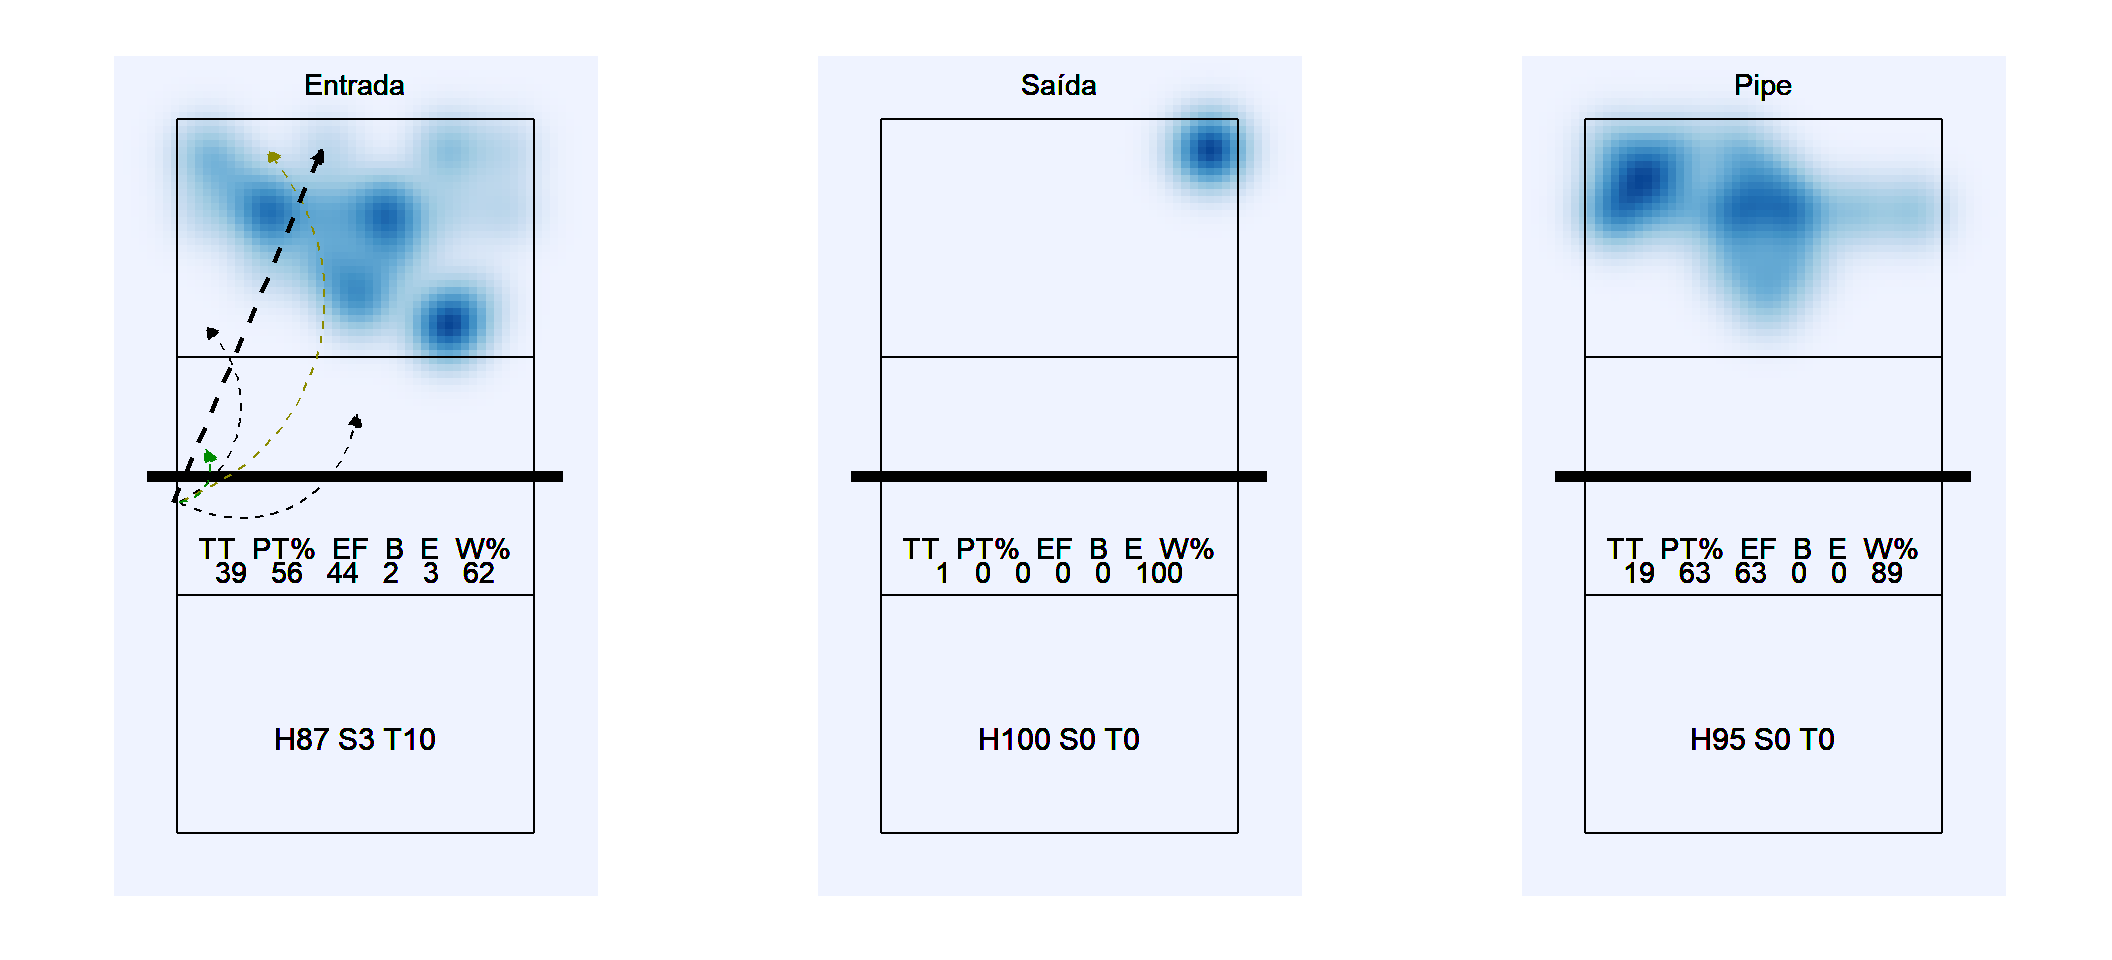 Entrada
TT PT% EF B E W%
39 56 44 2 3 62
H87 S3 T10
Saída
TT PT% EF B E W%
1 0 0 0 0 100
H100 S0 T0
Pipe
TT PT% EF B E W%
19 63 63 0 0 89
H95 S0 T0